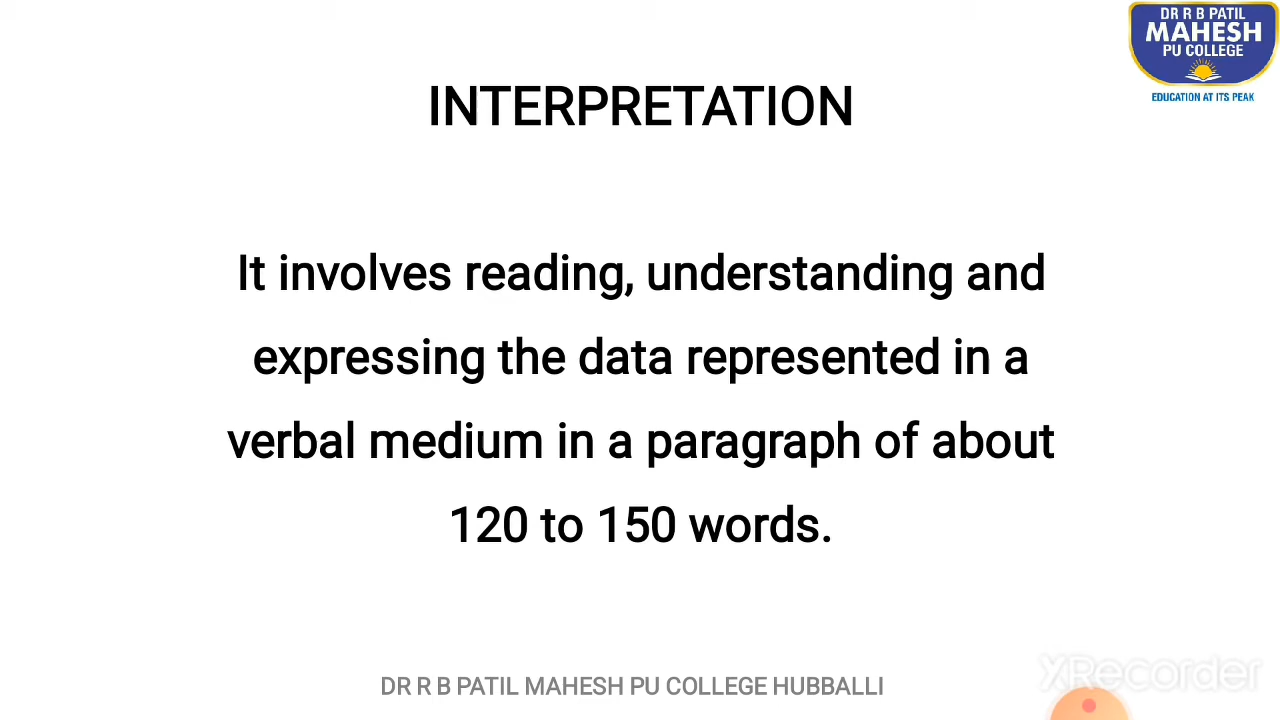 DR R B PATIL
MAHESH
PU COLLEGE
EDUCATION AT ITS PEAK
INTERPRETATION
It involves reading, understanding and
expressing the data represented in a
verbal medium in a paragraph of about
120 to 150 words.
DR R B PATIL MAHESH PU COLLEGE HUBBALLI
XRecorder